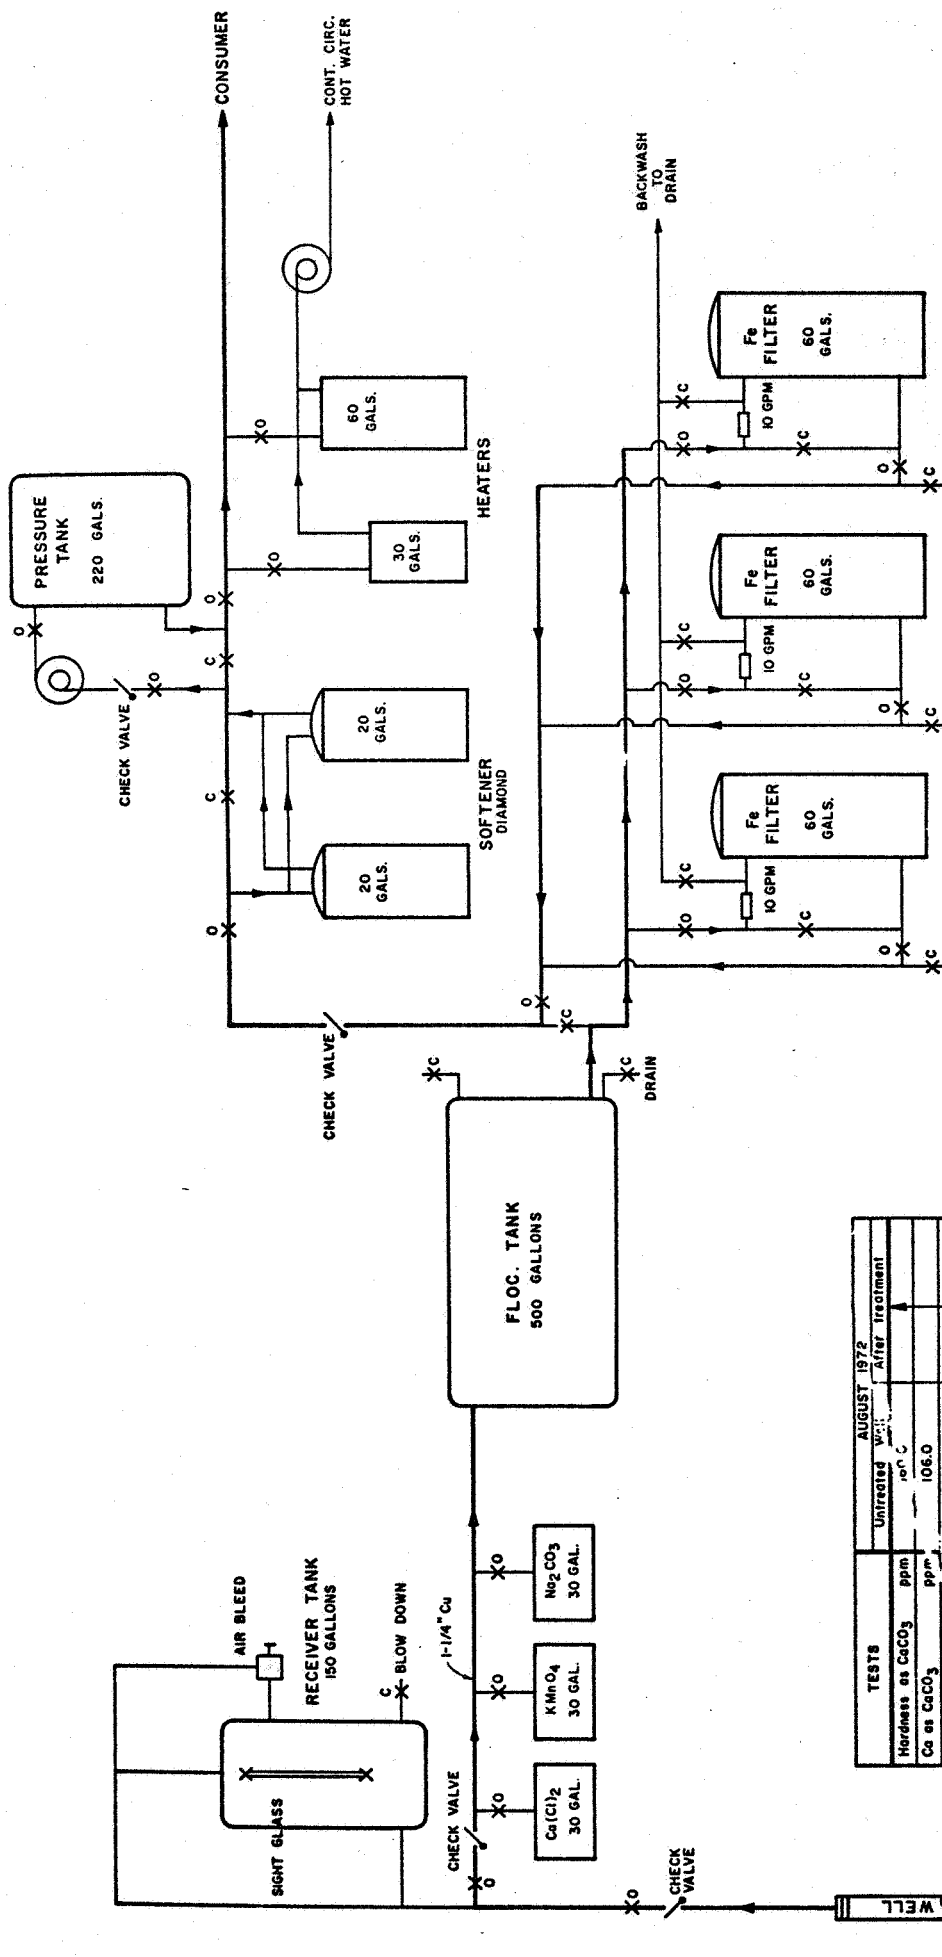 CONSUMER
CONT. CIRC.
HOT WATER
PRESSURE
TANK
220 GALS.
O
O
C
O
O
O
CHECK VALVE
C
O
60
GALS.
30
GALS.
HEATERS
20
GALS.
20
GALS.
SOFTENER
DIAMOND
CHECK VALVE
BACKWASH
TO
DRAIN
Fe
FILTER
60
GALS.
10 GPM
C
O
C
O
C
Fe
FILTER
60
GALS.
10 GPM
C
O
C
O
C
Fe
FILTER
60
GALS.
10 GPM
C
O
C
O
C
O
C
C
C
DRAIN
FLOC. TANK
500 GALLONS
AIR BLEED
RECEIVER TANK
150 GALLONS
C
BLOW DOWN
SIGHT GLASS
1-1/4" Cu
CHECK VALVE
O
O
O
O
Na2CO3
30 GAL.
KMnO4
30 GAL.
Ca(Cl)2
30 GAL.
O
CHECK
VALVE
WELL
TESTS
AUGUST 1972
Untreated Well
After treatment
Hardness as CaCO3 ppm
Ca as CaCO3 ppm 106.0